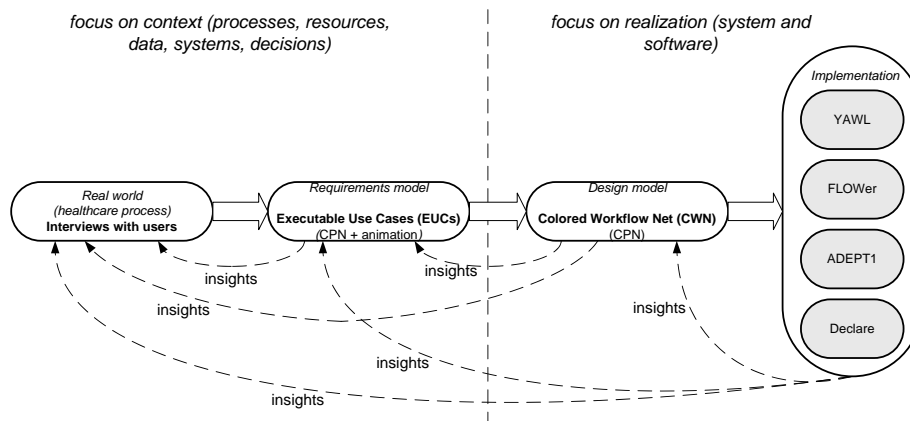 focus on context (processes, resources,
data, systems, decisions)
focus on realization (system and
software)
Implementation
YAWL
FLOWer
ADEPT1
Declare
Real world
(healthcare process)
Interviews with users
Requirements model
Executable Use Cases (EUCs)
(CPN + animation)
Design model
Colored Workflow Net (CWN)
(CPN)
insights
insights
insights
insights
insights
insights